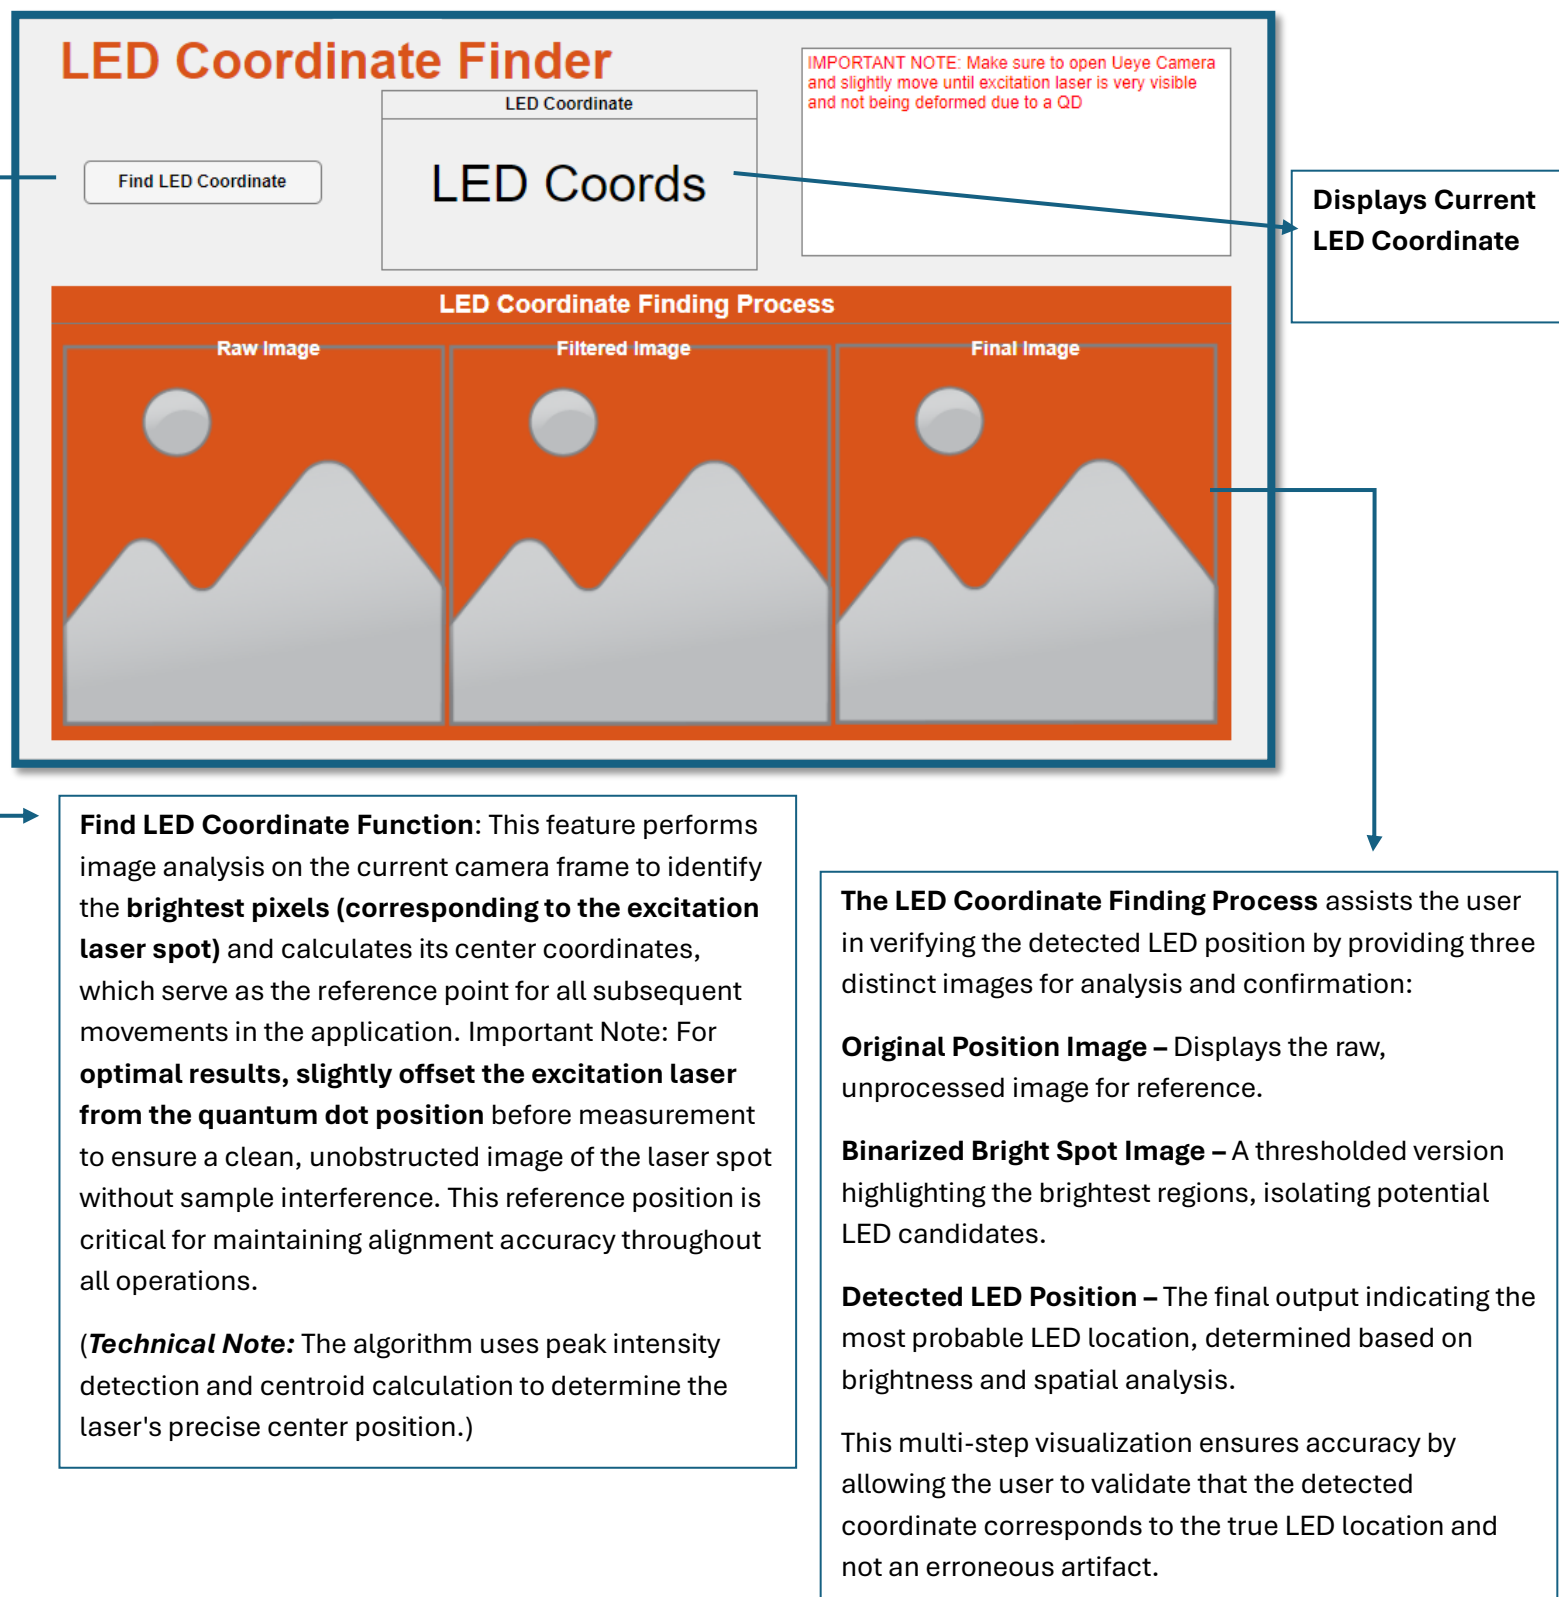 LED Coordinate Finder
IMPORTANT NOTE: Make sure to open Ueye Camera
and slightly move until excitation laser is very visible
and not being deformed due to a QD
LED Coordinate
Find LED Coordinate
LED Coords
Displays Current
LED Coordinate
LED Coordinate Finding Process
Raw Image
Filtered Image
Final Image
Find LED Coordinate Function: This feature performs
image analysis on the current camera frame to identify
the brightest pixels (corresponding to the excitation
laser spot) and calculates its center coordinates,
which serve as the reference point for all subsequent
movements in the application. Important Note: For
optimal results, slightly offset the excitation laser
from the quantum dot position before measurement
to ensure a clean, unobstructed image of the laser spot
without sample interference. This reference position is
critical for maintaining alignment accuracy throughout
all operations.
(Technical Note: The algorithm uses peak intensity
detection and centroid calculation to determine the
laser's precise center position.)
The LED Coordinate Finding Process assists the user
in verifying the detected LED position by providing three
distinct images for analysis and confirmation:
Original Position Image – Displays the raw,
unprocessed image for reference.
Binarized Bright Spot Image – A thresholded version
highlighting the brightest regions, isolating potential
LED candidates.
Detected LED Position – The final output indicating the
most probable LED location, determined based on
brightness and spatial analysis.
This multi-step visualization ensures accuracy by
allowing the user to validate that the detected
coordinate corresponds to the true LED location and
not an erroneous artifact.